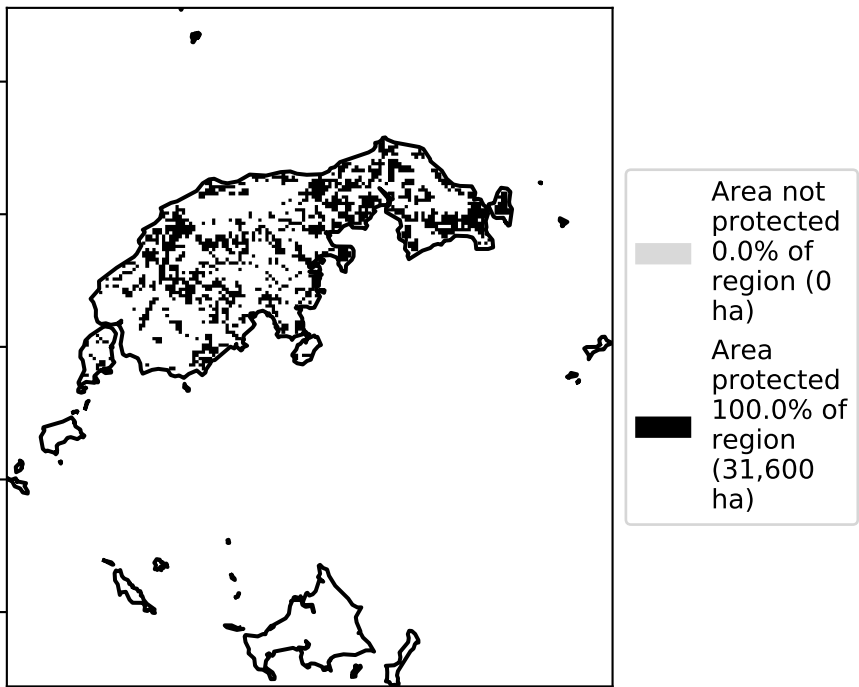 Area not
protected
0.0% of
region (0
ha)
Area
protected
100.0% of
region
(31,600
ha)